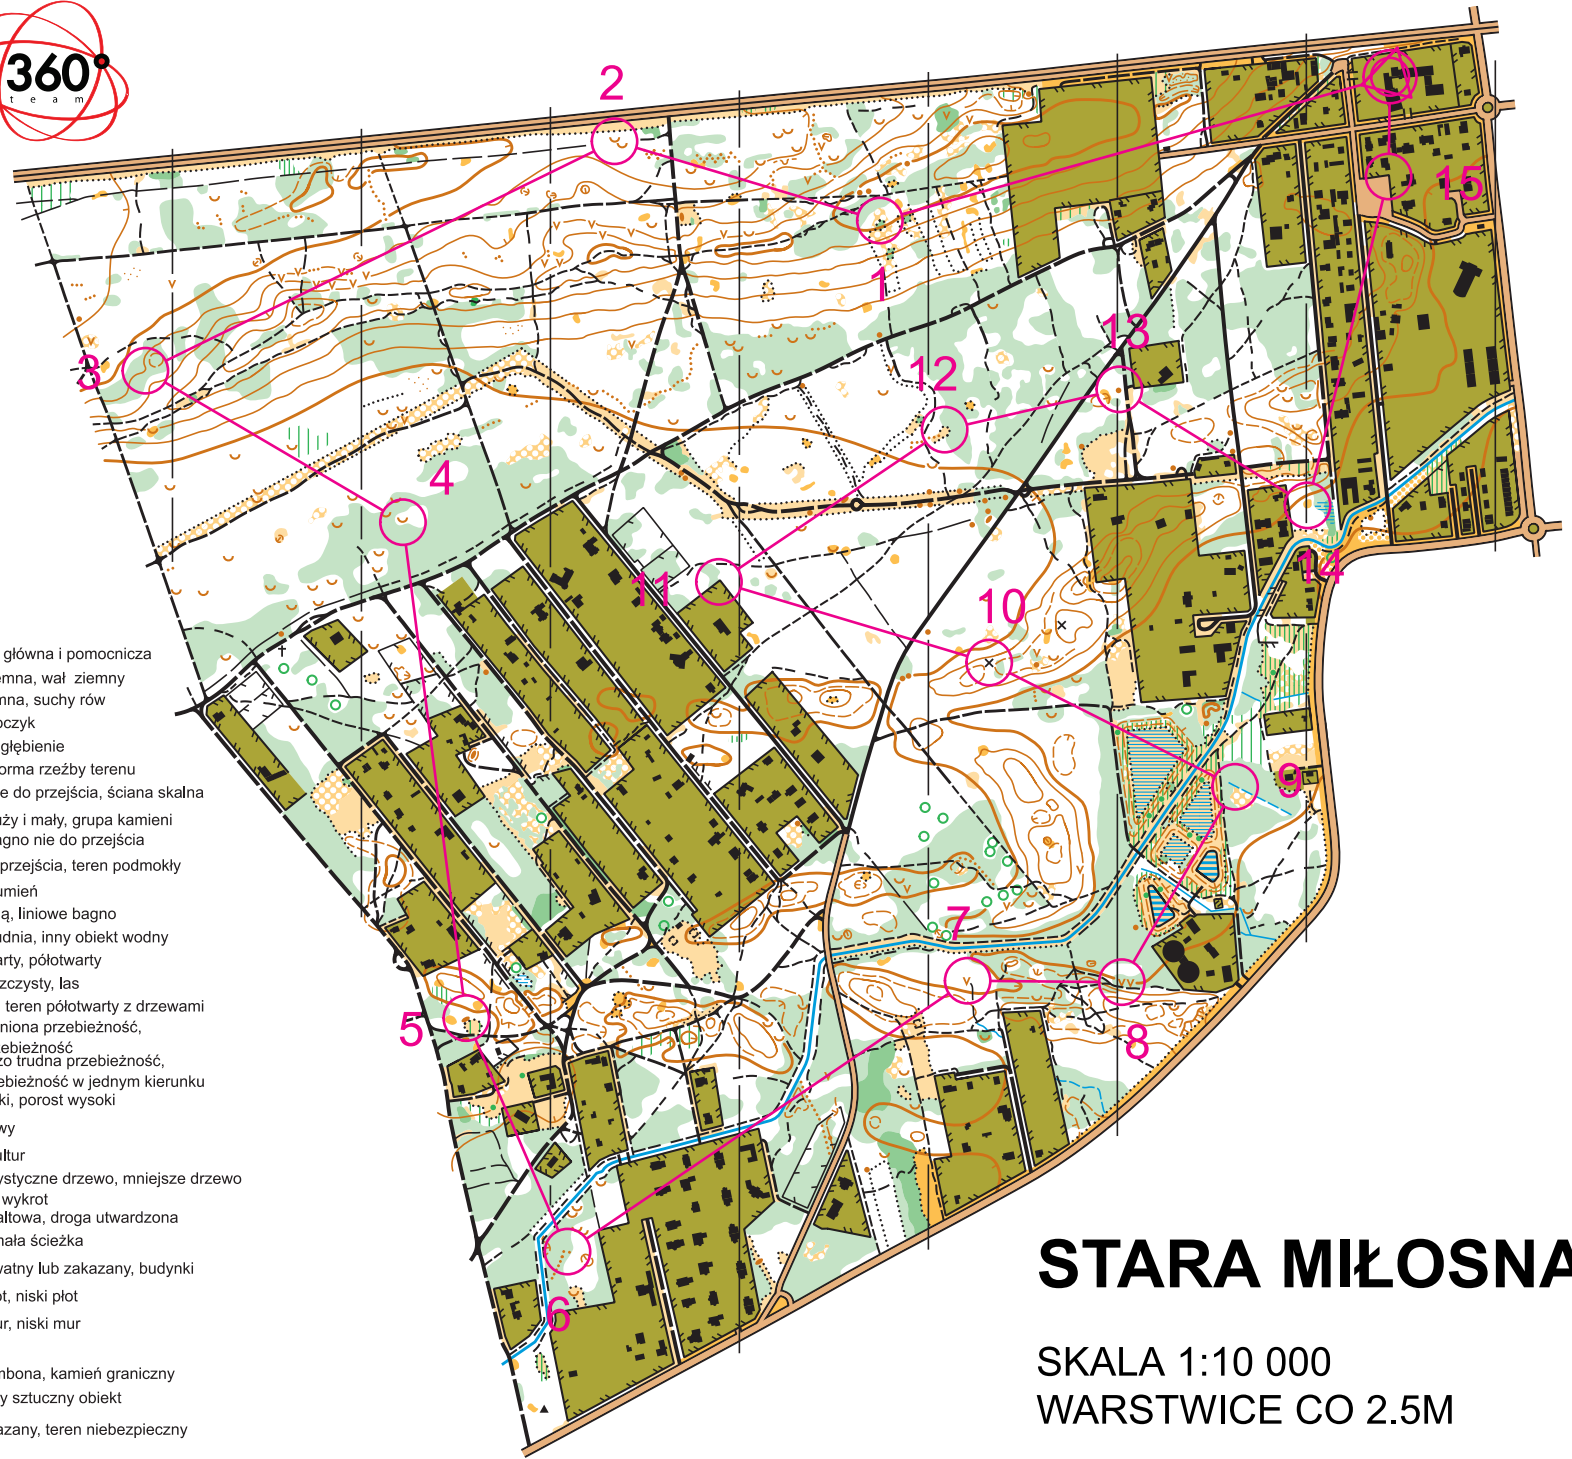 360°
team
2
1
15
3
13
12
4
14
11
10
9
7
8
5
6
główna i pomocnicza
emna, wał ziemny
mna, suchy rów
oczyk
głębienie
orma rzeźby terenu
e do przejścia, ściana skalna
uży i mały, grupa kamieni
agno nie do przejścia
przejścia, teren podmokły
umień
ą, liniowe bagno
udnia, inny obiekt wodny
arty, półotwarty
zczysty, las
teren półotwarty z drzewami
niona przebieżność,
zebieżność
zo trudna przebieżność,
ebieżność w jednym kierunku
ki, porost wysoki
wy
ultur
ystyczne drzewo, mniejsze drzewo
wykrot
altowa, droga utwardzona
nała ścieżka
watny lub zakazany, budynki
ot, niski płot
ur, niski mur
mbona, kamień graniczny
y sztuczny obiekt
azany, teren niebezpieczny
STARA MIŁOSNA
SKALA 1:10 000
WARSTWICE CO 2.5M